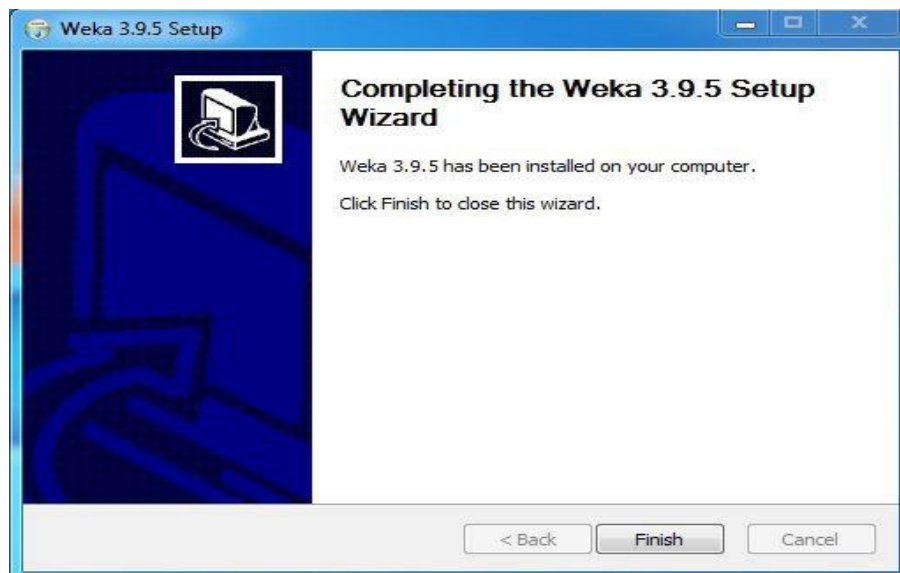 Weka 3.9.5 Setup
Completing the Weka 3.9.5 Setup
Wizard
Weka 3.9.5 has been installed on your computer.
Click Finish to close this wizard.
< Back Finish Cancel